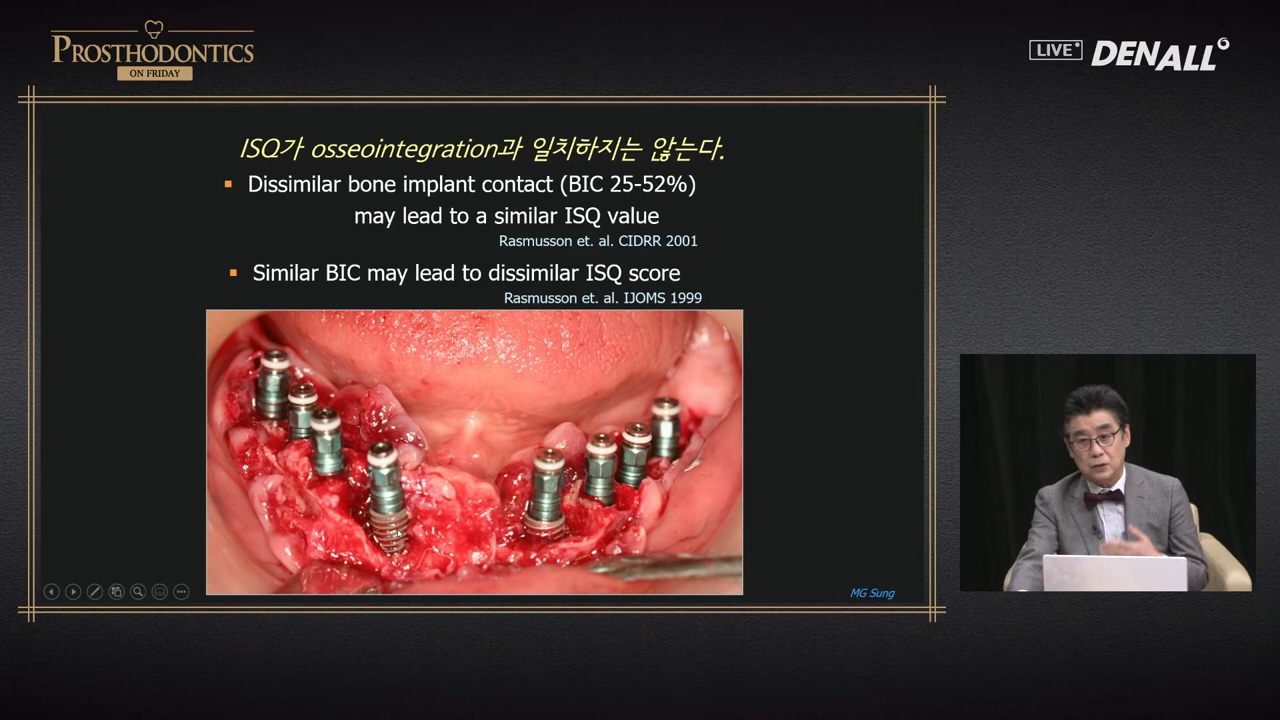 PROSTHODONTICS
ON FRIDAY
LIVE
DENALL
ISQ가 osseointegration과 일치하지는 않는다.
▪ Dissimilar bone implant contact (BIC 25-52%)
may lead to a similar ISQ value
Rasmusson et. al. CIDRR 2001
▪ Similar BIC may lead to dissimilar ISQ score
Rasmusson et. al. IJOMS 1999
MG Sung